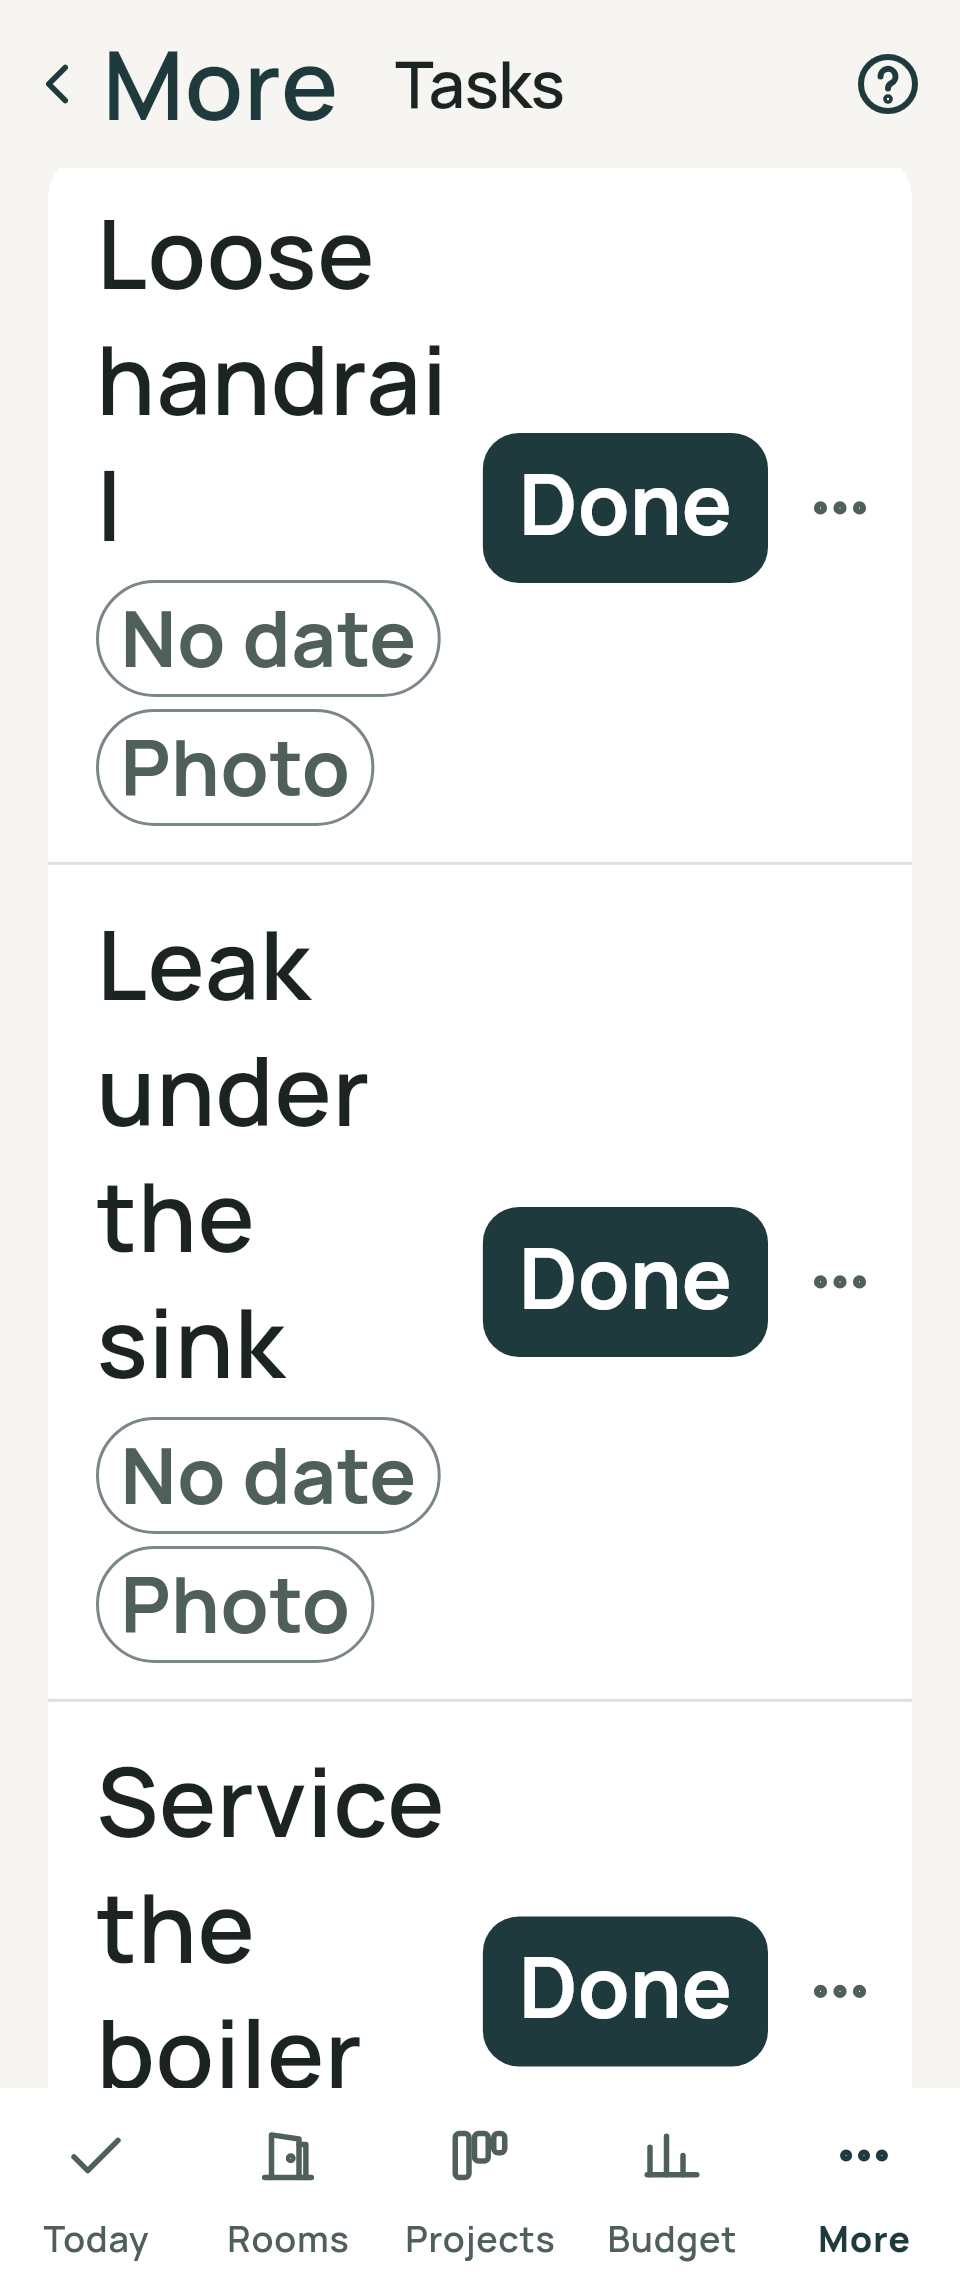 More Tasks
Loose
handrai
l
Done
No date
Photo
Leak
under
the
sink
Done
No date
Photo
Service
the
boiler
Done
Today Rooms Projects Budget More